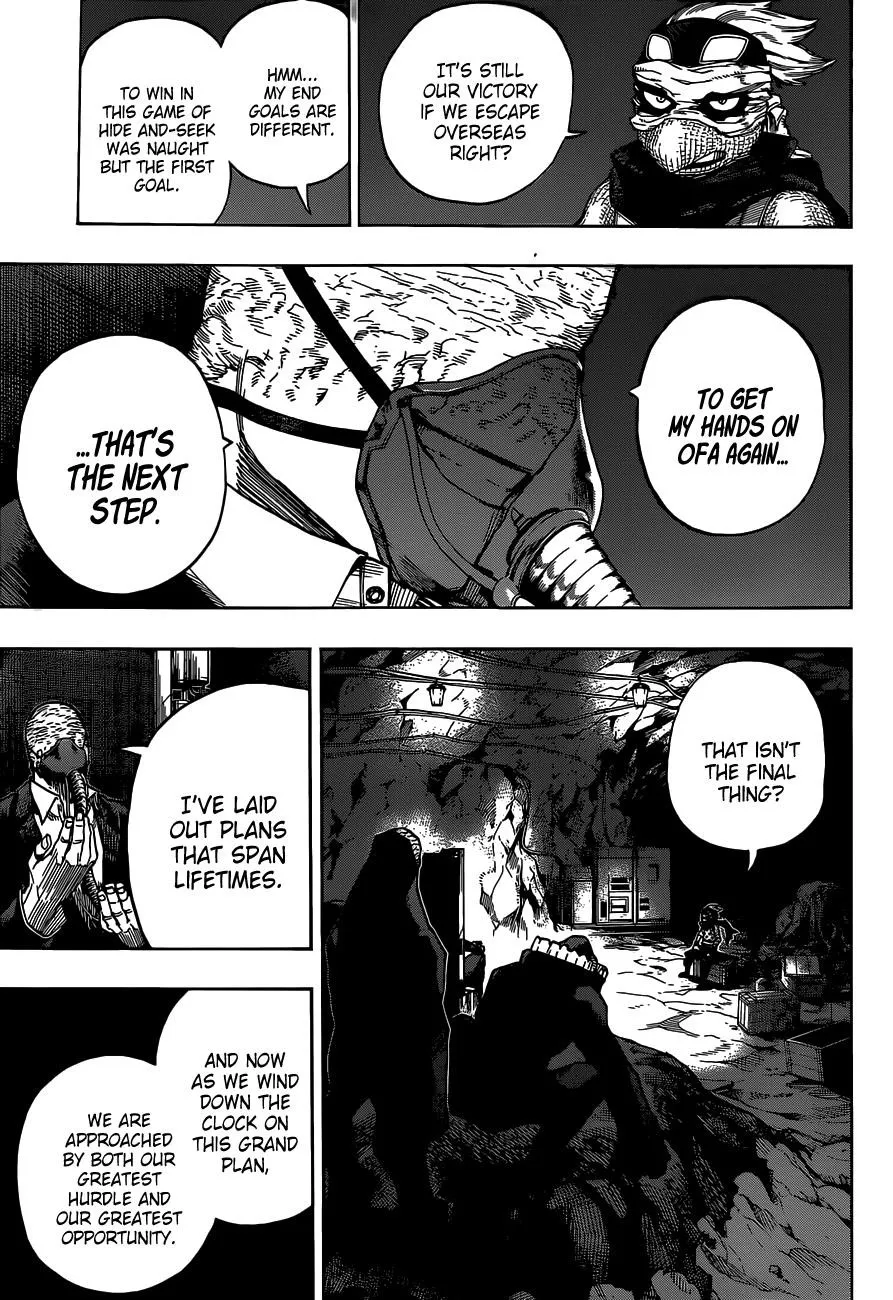 IT'S STILL
OUR VICTORY
IF WE ESCAPE
OVERSEAS
RIGHT?
HMM...
MY END
GOALS ARE
DIFFERENT.
TO WIN IN
THIS GAME OF
HIDE AND-SEEK
WAS NAUGHT
BUT THE FIRST
GOAL.
TO GET
MY HANDS ON
OFA AGAIN...
...THAT'S
THE NEXT
STEP.
THAT ISN'T
THE FINAL
THING?
I'VE LAID
OUT PLANS
THAT SPAN
LIFETIMES.
AND NOW
AS WE WIND
DOWN THE
CLOCK ON
THIS GRAND
PLAN,
WE ARE
APPROACHED
BY BOTH OUR
GREATEST
HURDLE AND
OUR GREATEST
OPPORTUNITY.